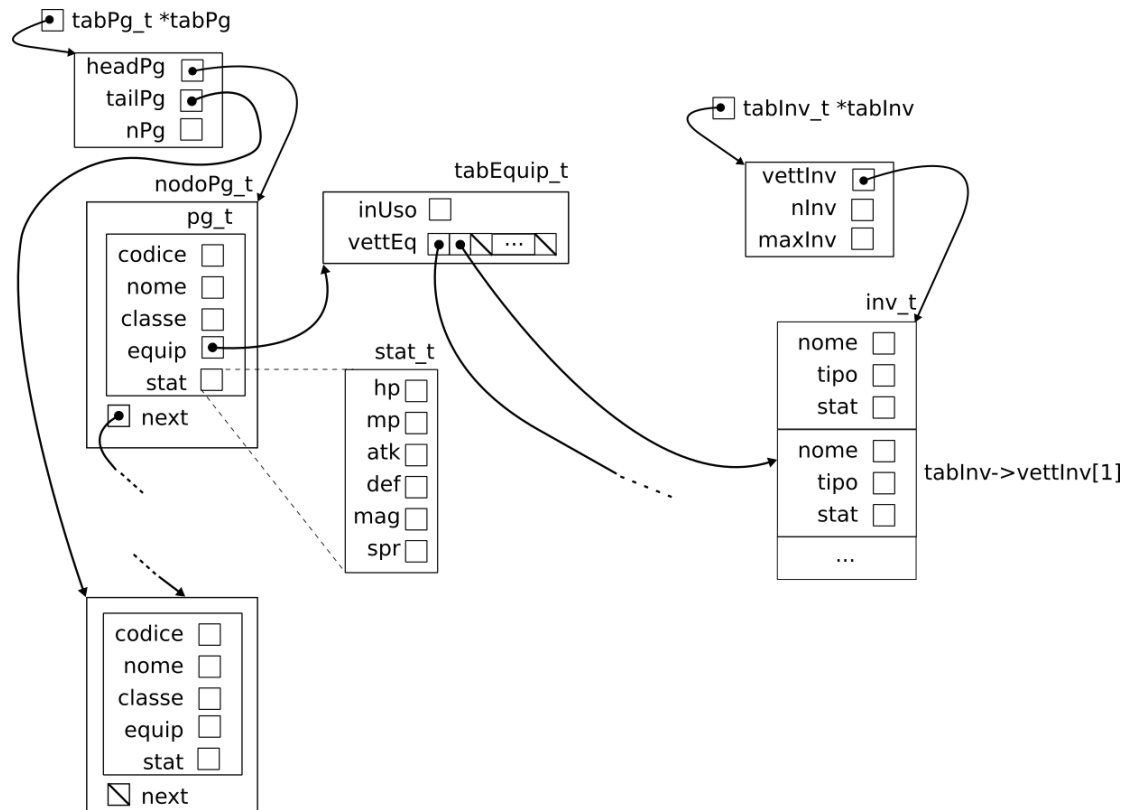 tabPg_t *tabPg
headPg
tailPg
nPg
nodoPg_t
pg_t
codice
nome
classe
equip
stat
next
tabEquip_t
inUso
vettEq
...
stat_t
hp
mp
atk
def
mag
spr
tabInv_t *tabInv
vettInv
nInv
maxInv
inv_t
nome
tipo
stat
nome
tipo
stat
tabInv->vettInv[1]
...
codice
nome
classe
equip
stat
next